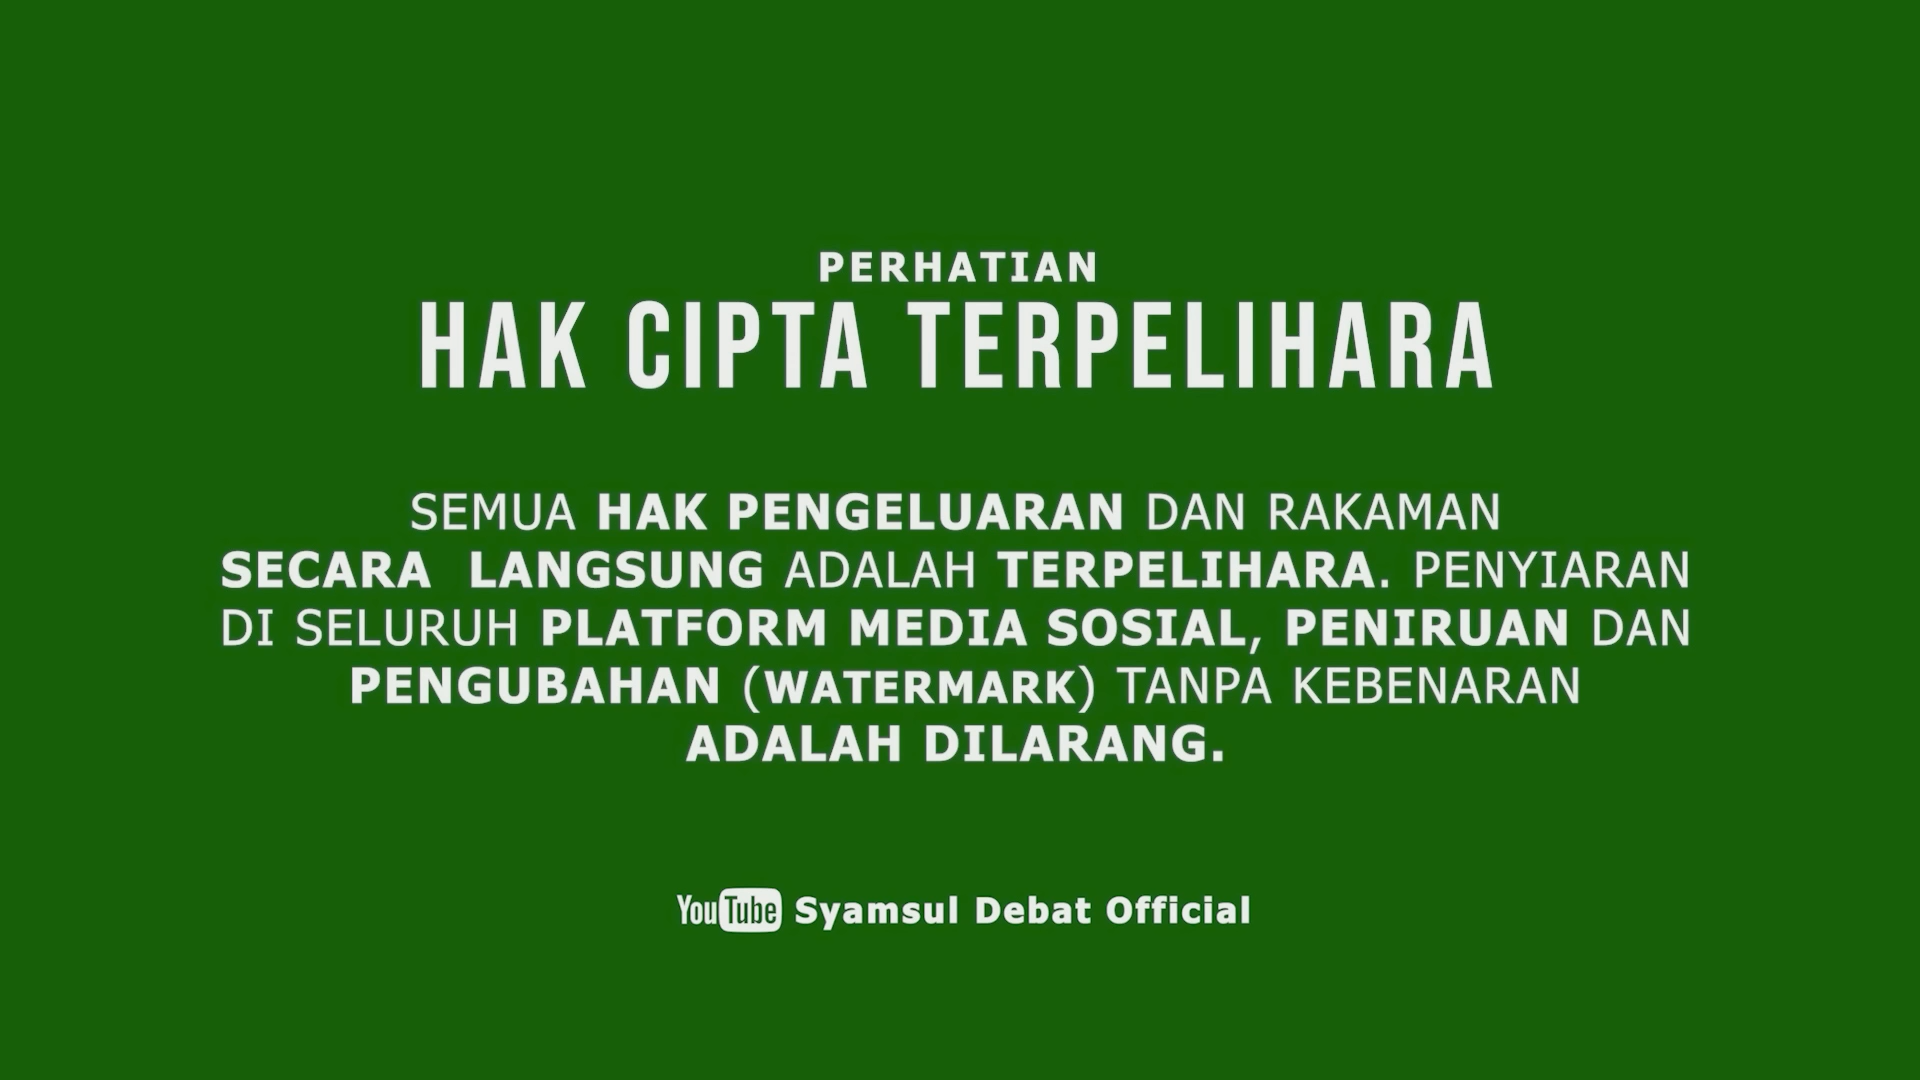 PERHATIAN
HAK CIPTA TERPELIHARA
SEMUA HAK PENGELUARAN DAN RAKAMAN
SECARA LANGSUNG ADALAH TERPELIHARA. PENYIARAN
DI SELURUH PLATFORM MEDIA SOSIAL, PENIRUAN DAN
PENGUBAHAN (WATERMARK) TANPA KEBENARAN
ADALAH DILARANG.
YouTube Syamsul Debat Official